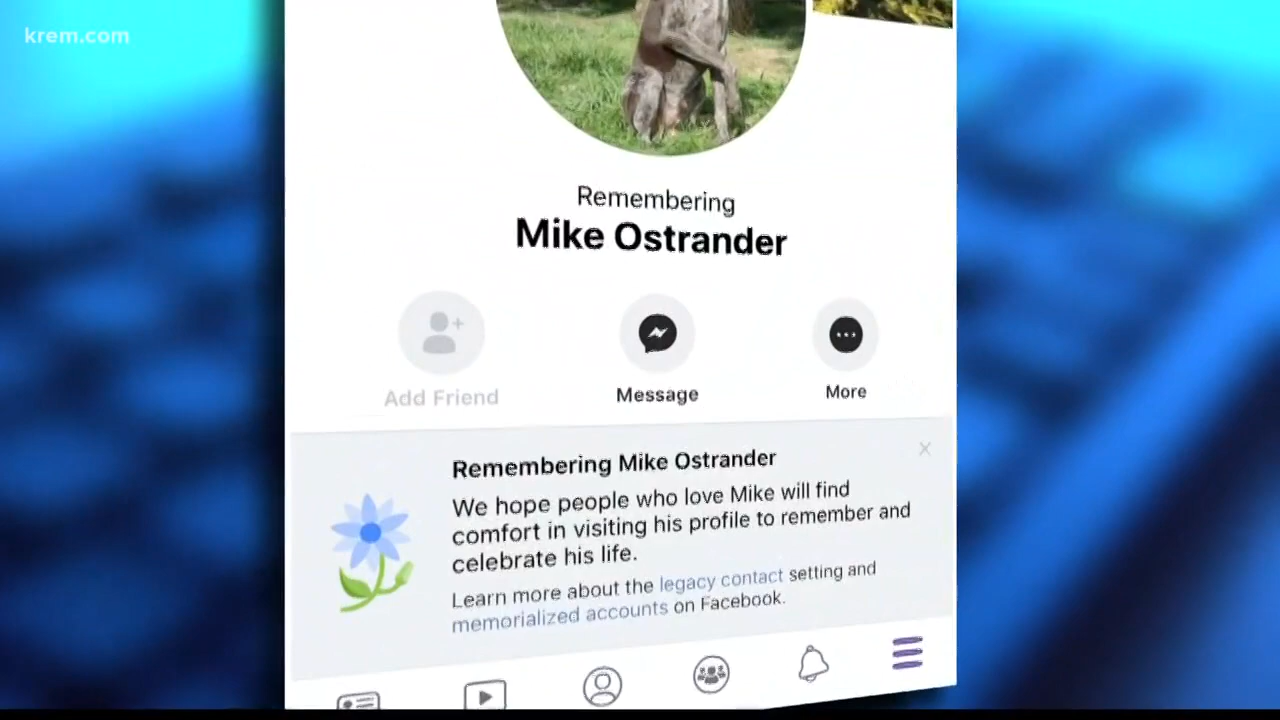 krem.com
Remembering
Mike Ostrander
Add Friend
Message
More
Remembering Mike Ostrander
We hope people who love Mike will find
comfort in visiting his profile to remember and
celebrate his life.
Learn more about the legacy contact setting and
memorialized accounts on Facebook.